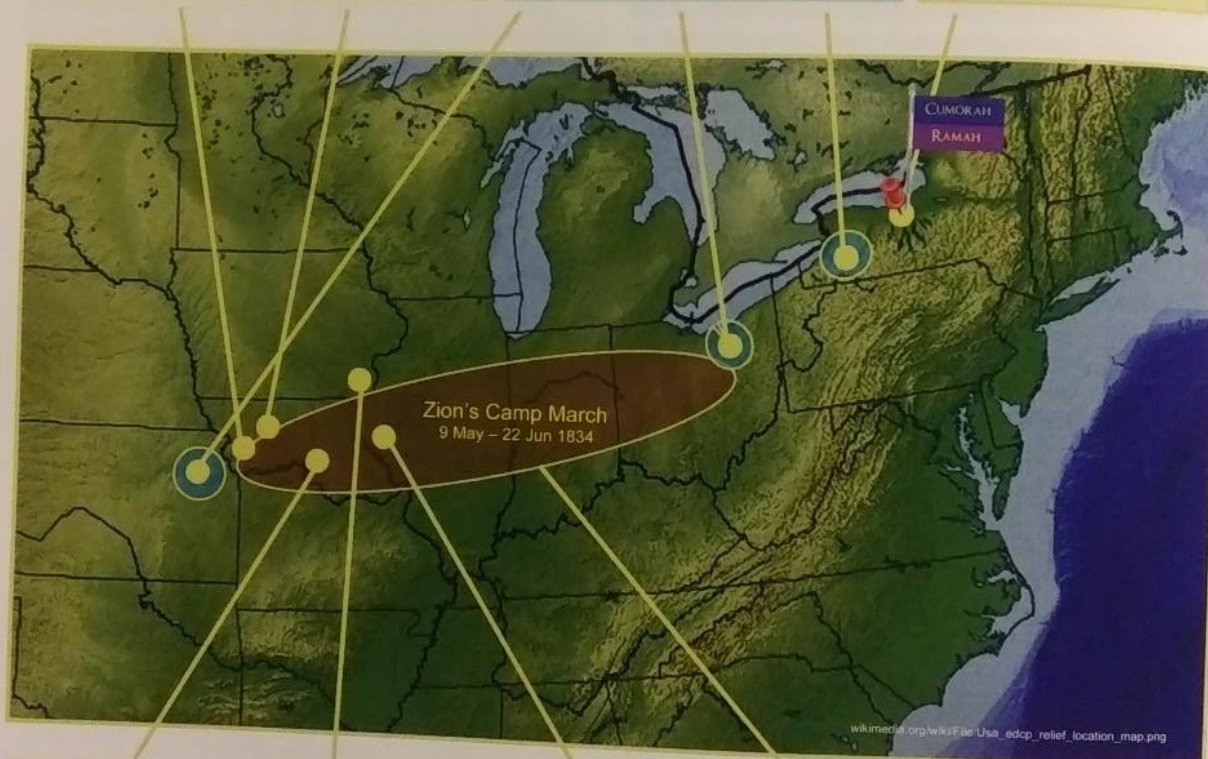 CUMORAH
RAMAH
Zion's Camp March
9 May – 22 Jun 1834
wikimedia.org/wiki/File:Usa_edcp_relief_location_map.png